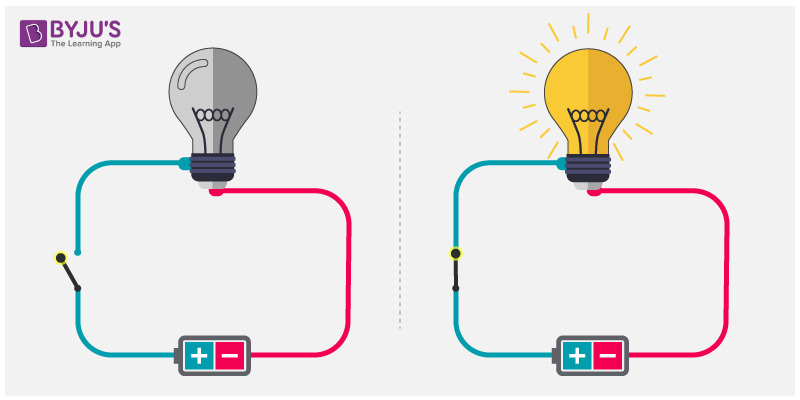 BYJU'S
The Learning App
+ −
+ −